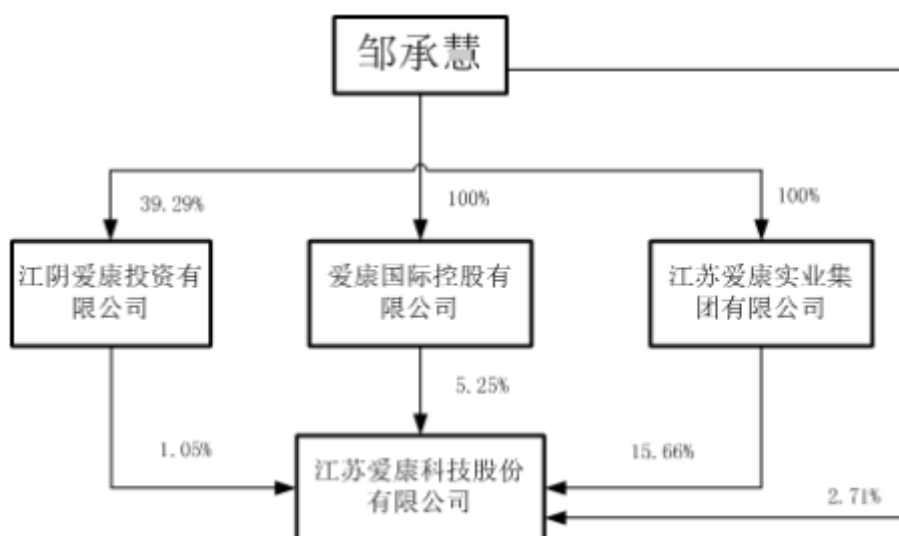 邹承慧
39.29%
100%
100%
江阴爱康投资有
限公司
爱康国际控股有
限公司
江苏爱康实业集
团有限公司
5.25%
1.05%
15.66%
江苏爱康科技股份
有限公司
2.71%